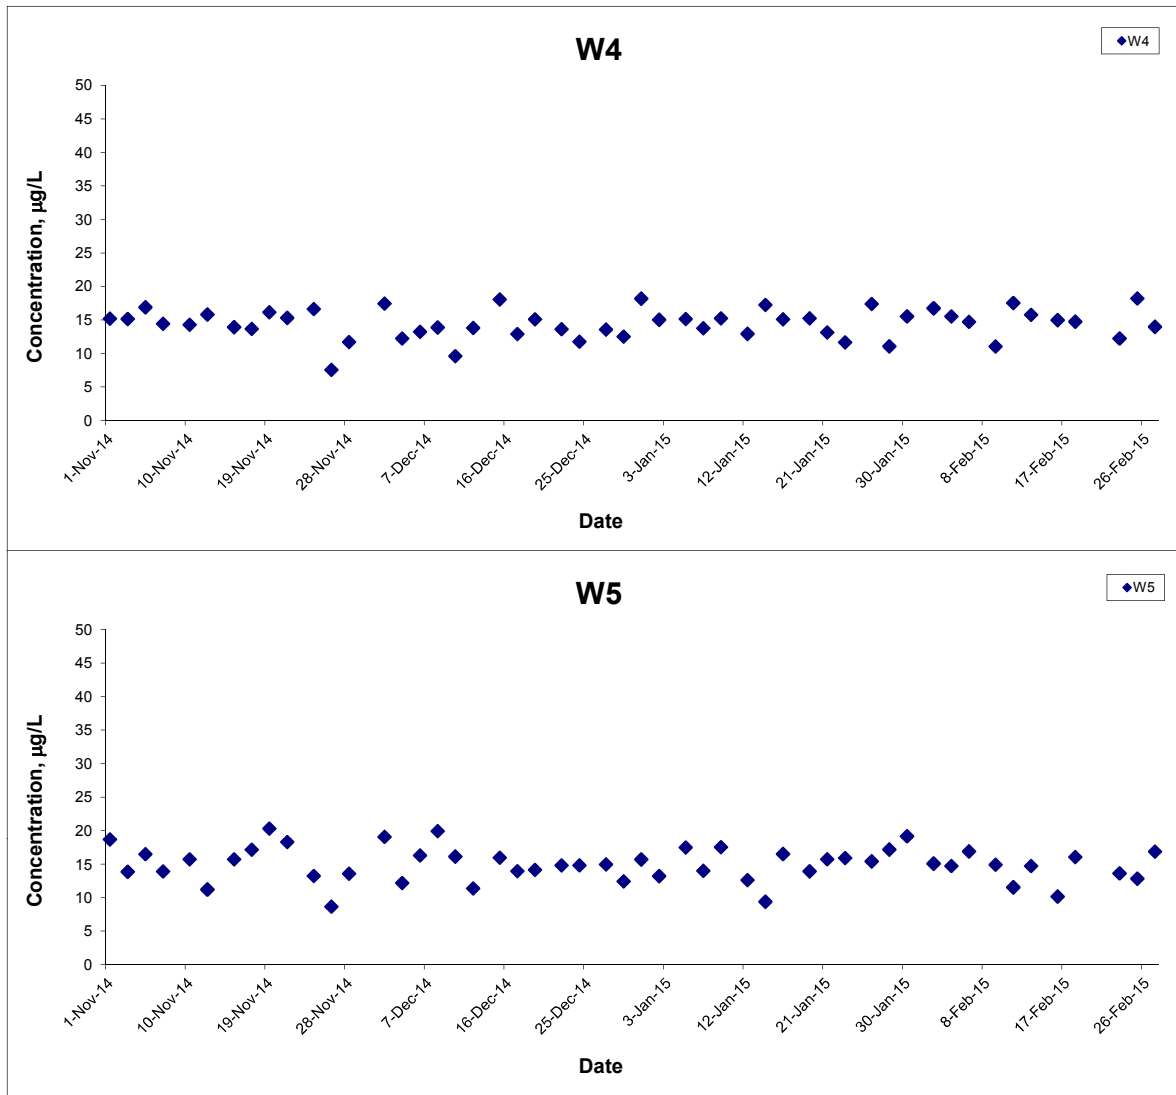 W4
W4
50
45
40
35
30
25
20
15
10
5
0
Concentration, µg/L
1-Nov-14
10-Nov-14
19-Nov-14
28-Nov-14
7-Dec-14
16-Dec-14
25-Dec-14
3-Jan-15
12-Jan-15
21-Jan-15
30-Jan-15
8-Feb-15
17-Feb-15
26-Feb-15
Date
W5
W5
50
45
40
35
30
25
20
15
10
5
0
Concentration, µg/L
1-Nov-14
10-Nov-14
19-Nov-14
28-Nov-14
7-Dec-14
16-Dec-14
25-Dec-14
3-Jan-15
12-Jan-15
21-Jan-15
30-Jan-15
8-Feb-15
17-Feb-15
26-Feb-15
Date